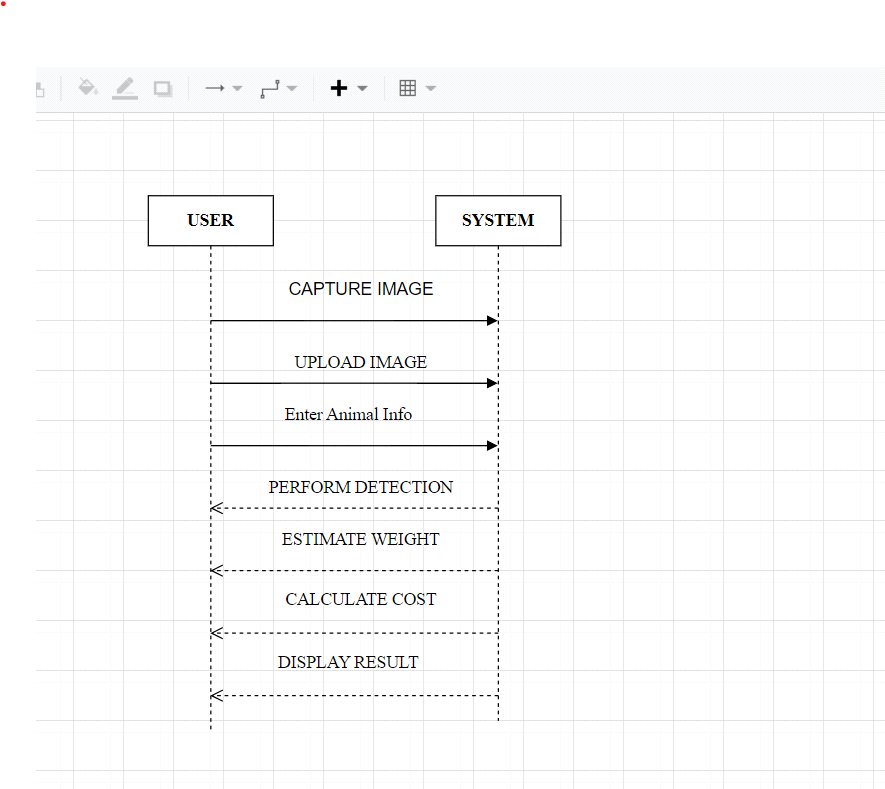 USER
SYSTEM
CAPTURE IMAGE
UPLOAD IMAGE
Enter Animal Info
PERFORM DETECTION
ESTIMATE WEIGHT
CALCULATE COST
DISPLAY RESULT